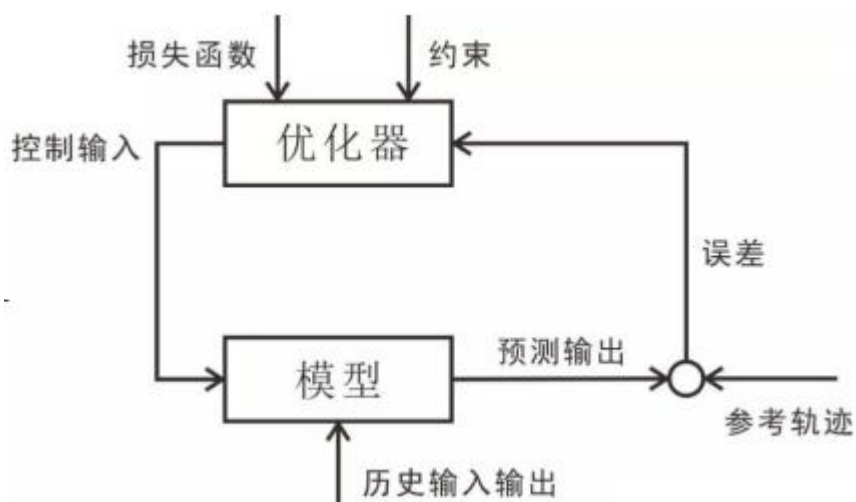 损失函数
约束
控制输入
优化器
误差
预测输出
模型
参考轨迹
历史输入输出